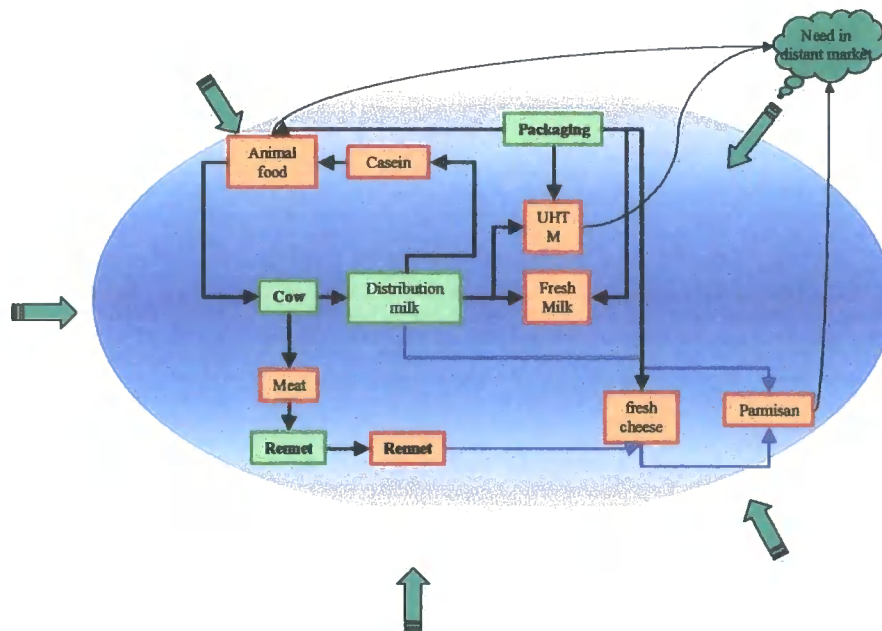 Need in
distant market
Packaging
Animal
food
Casein
UHT
M
Cow
Distribution
milk
Fresh
Milk
Meat
fresh
cheese
Parmisan
Rennet
Rennet